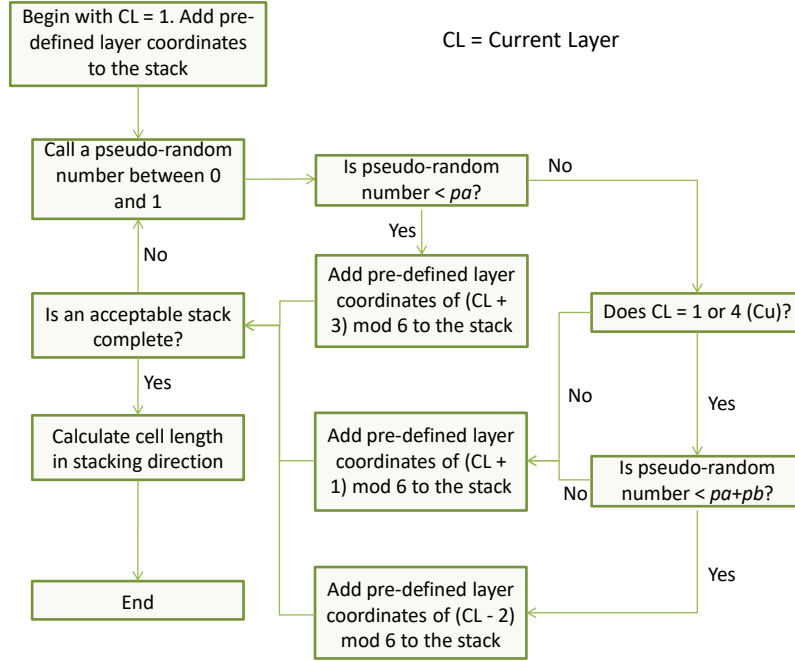 Begin with CL = 1. Add pre-
defined layer coordinates
to the stack
CL = Current Layer
Call a pseudo-random
number between 0
and 1
Is pseudo-random
number < pa?
No
Yes
No
Add pre-defined layer
coordinates of (CL +
3) mod 6 to the stack
Is an acceptable stack
complete?
Does CL = 1 or 4 (Cu)?
Yes
No
Yes
Calculate cell length
in stacking direction
Add pre-defined layer
coordinates of (CL +
1) mod 6 to the stack
Is pseudo-random
number < pa+pb?
No
Yes
End
Add pre-defined layer
coordinates of (CL - 2)
mod 6 to the stack